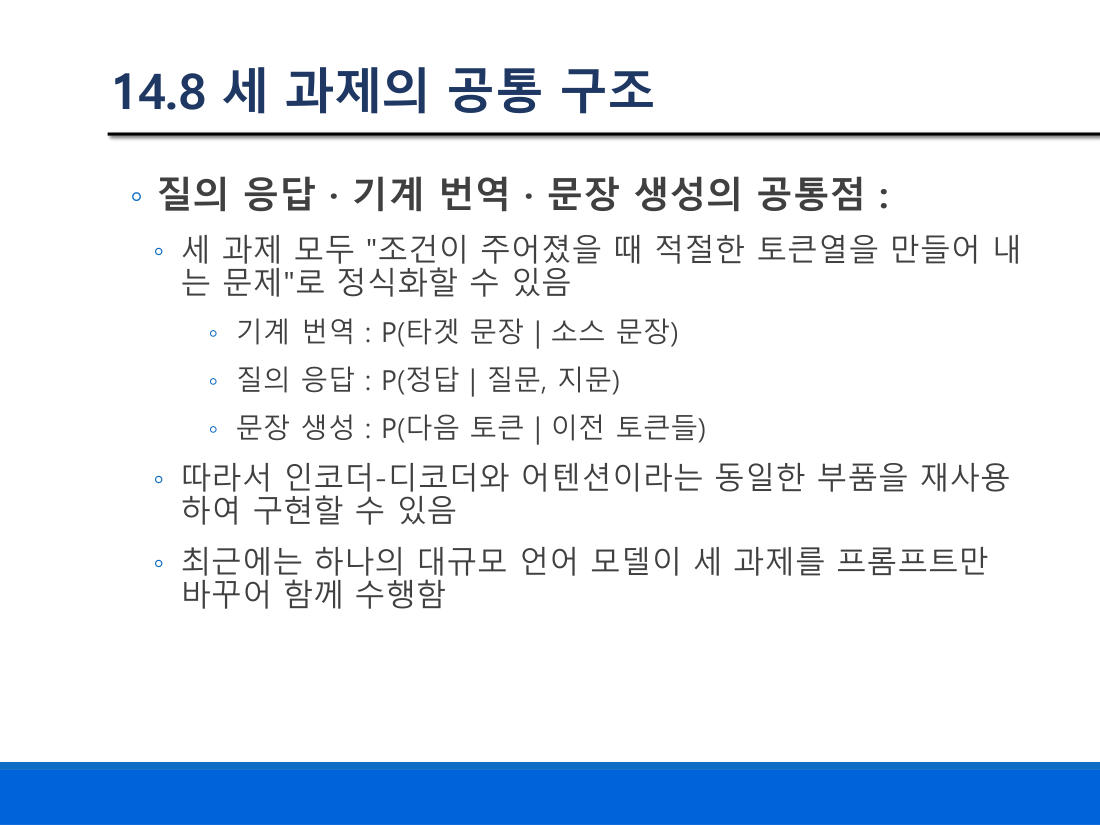 14.8 세 과제의 공통 구조
◦ 질의 응답 · 기계 번역 · 문장 생성의 공통점 :
◦ 세 과제 모두 "조건이 주어졌을 때 적절한 토큰열을 만들어 내
는 문제"로 정식화할 수 있음
◦ 기계 번역 : P(타겟 문장 | 소스 문장)
◦ 질의 응답 : P(정답 | 질문, 지문)
◦ 문장 생성 : P(다음 토큰 | 이전 토큰들)
◦ 따라서 인코더-디코더와 어텐션이라는 동일한 부품을 재사용
하여 구현할 수 있음
◦ 최근에는 하나의 대규모 언어 모델이 세 과제를 프롬프트만
바꾸어 함께 수행함